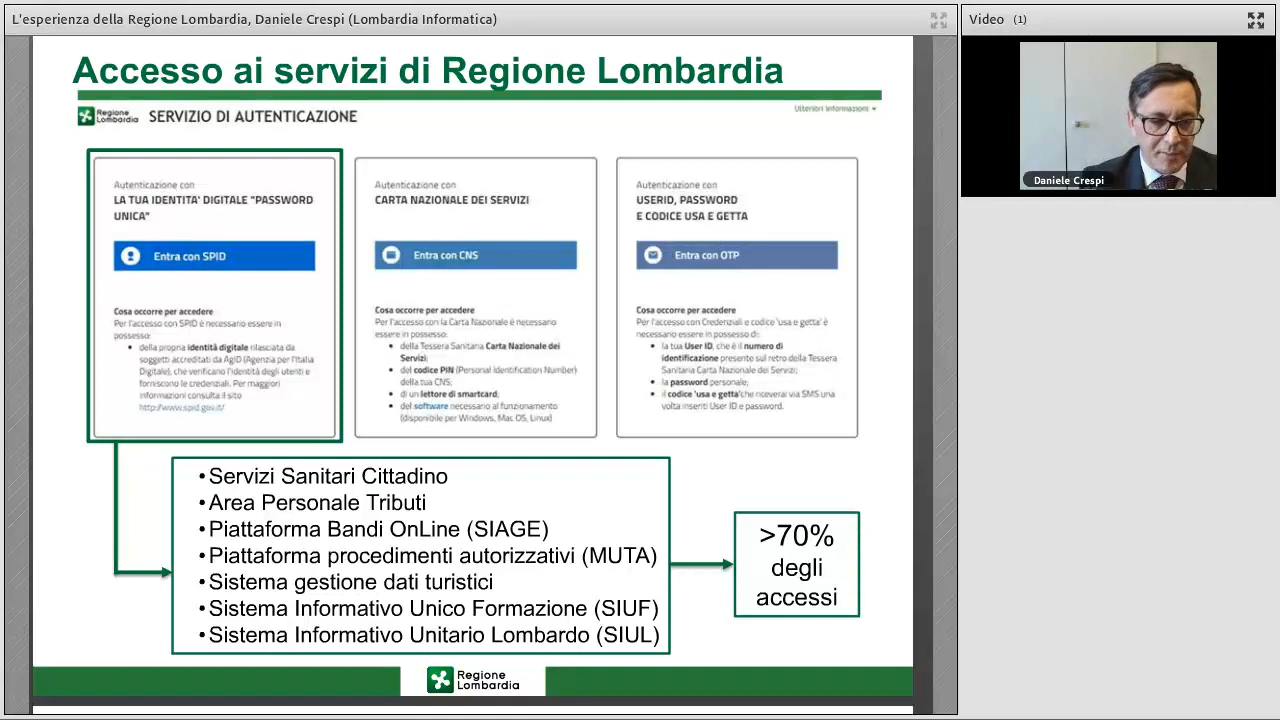 L'esperienza della Regione Lombardia, Daniele Crespi (Lombardia Informatica)
Video (1)
Daniele Crespi
Accesso ai servizi di Regione Lombardia
Regione
Lombardia
SERVIZIO DI AUTENTICAZIONE
Ulteriori Informazioni
Autenticazione con
LA TUA IDENTITA' DIGITALE "PASSWORD
UNICA"
Entra con SPID
Cosa occorre per accedere
Per l'accesso con SPID è necessario essere in
possesso:
• della propria identità digitale rilasciata da
soggetti accreditati da AgID (Agenzia per l'Italia
Digitale), che verificano l'identità degli utenti e
forniscono le credenziali. Per maggiori
informazioni consulta il sito
http://www.spid.gov.it/
Autenticazione con
CARTA NAZIONALE DEI SERVIZI
Entra con CNS
Cosa occorre per accedere
Per l'accesso con la Carta Nazionale è necessario
essere in possesso:
• della Tessera Sanitaria Carta Nazionale dei
Servizi;
• del codice PIN (Personal Identification Number)
della tua CNS;
• di un lettore di smartcard;
• del software necessario al funzionamento
(disponibile per Windows, Mac OS, Linux)
Autenticazione con
USERID, PASSWORD
E CODICE USA E GETTA
Entra con OTP
Cosa occorre per accedere
Per l'accesso con Credenziali e codice 'usa e getta' è
necessario essere in possesso di:
• la tua User ID, che è il numero di
identificazione presente sul retro della Tessera
Sanitaria Carta Nazionale dei Servizi;
• la password personale;
• il codice 'usa e getta'che riceverai via SMS una
volta inseriti User ID e password.
•Servizi Sanitari Cittadino
•Area Personale Tributi
•Piattaforma Bandi OnLine (SIAGE)
•Piattaforma procedimenti autorizzativi (MUTA)
•Sistema gestione dati turistici
•Sistema Informativo Unico Formazione (SIUF)
•Sistema Informativo Unitario Lombardo (SIUL)
>70%
degli
accessi
Regione
Lombardia